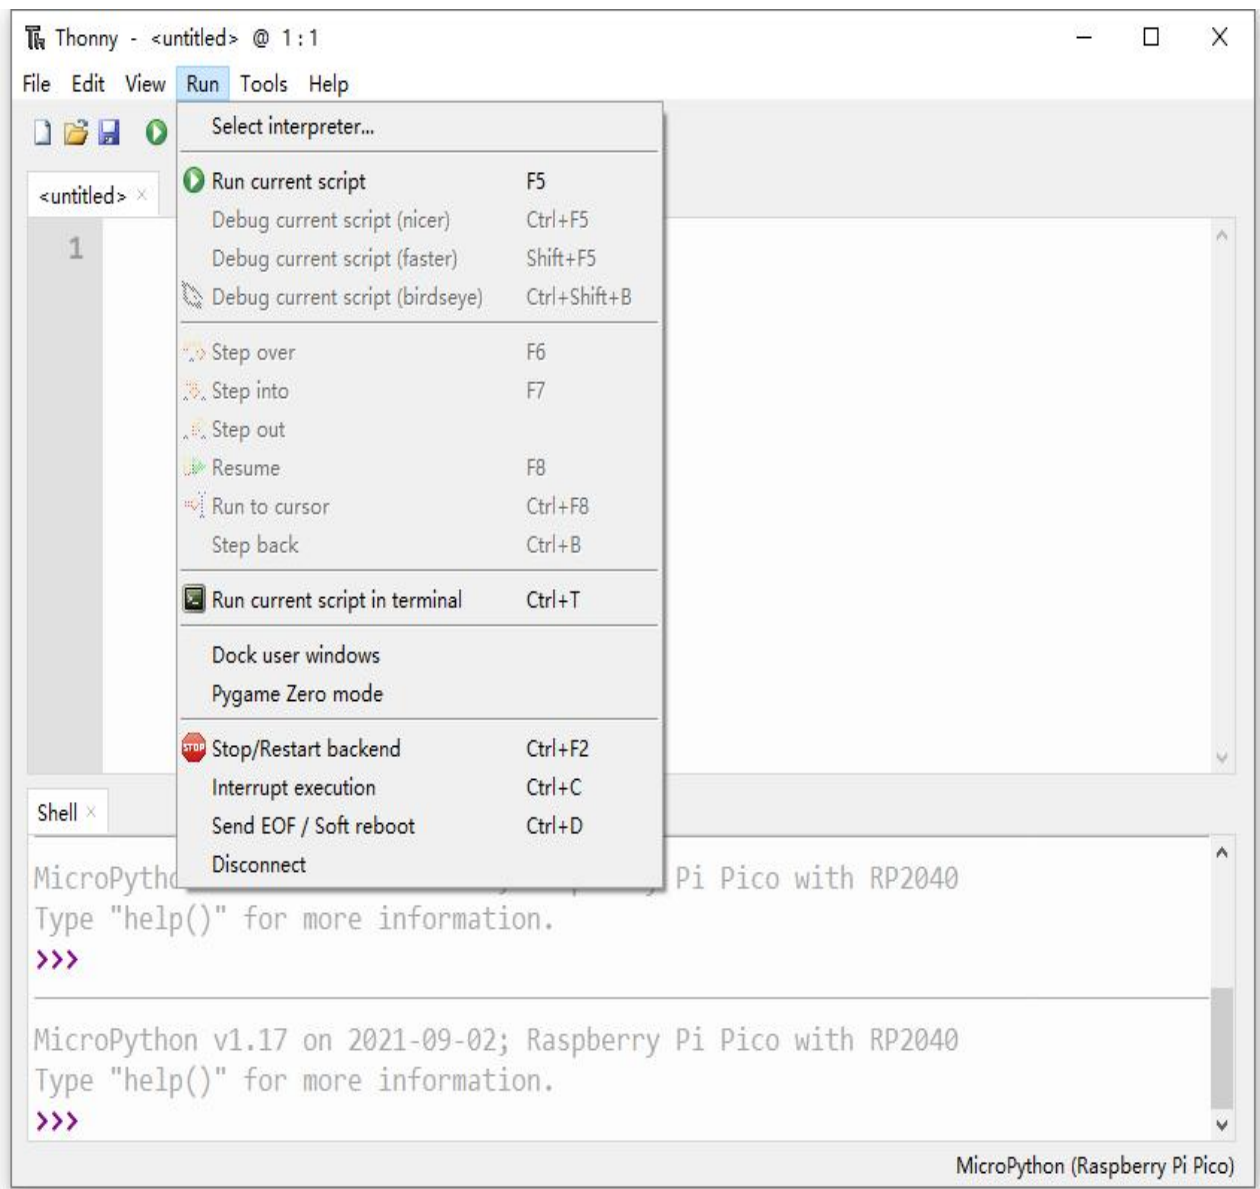 Thonny - <untitled> @ 1:1
File Edit View Run Tools Help
Select interpreter...
Run current script F5
<untitled>
Debug current script (nicer) Ctrl+F5
1
Debug current script (faster) Shift+F5
Debug current script (birdseye) Ctrl+Shift+B
Step over F6
Step into F7
Step out
Resume F8
Run to cursor Ctrl+F8
Step back Ctrl+B
Run current script in terminal Ctrl+T
Dock user windows
Pygame Zero mode
STOP Stop/Restart backend Ctrl+F2
Interrupt execution Ctrl+C
Shell
Send EOF / Soft reboot Ctrl+D
Disconnect
Pi Pico with RP2040
Type "help()" for more information.
>>>
MicroPython v1.17 on 2021-09-02; Raspberry Pi Pico with RP2040
Type "help()" for more information.
>>>
MicroPython (Raspberry Pi Pico)